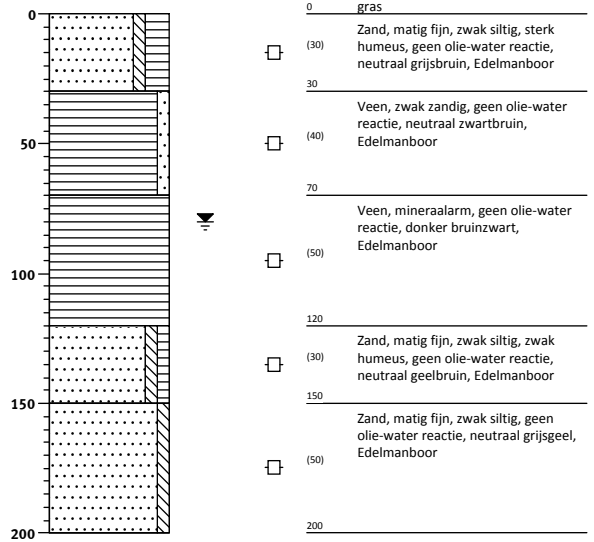 0
0
gras
Zand, matig fijn, zwak siltig, sterk
humeus, geen olie-water reactie,
neutraal grijsbruin, Edelmanboor
(30)
30
Veen, zwak zandig, geen olie-water
reactie, neutraal zwartbruin,
Edelmanboor
(40)
50
70
Veen, mineraalarm, geen olie-water
reactie, donker bruinzwart,
Edelmanboor
(50)
100
120
Zand, matig fijn, zwak siltig, zwak
humeus, geen olie-water reactie,
neutraal geelbruin, Edelmanboor
(30)
150
150
Zand, matig fijn, zwak siltig, geen
olie-water reactie, neutraal grijsgeel,
Edelmanboor
(50)
200
200